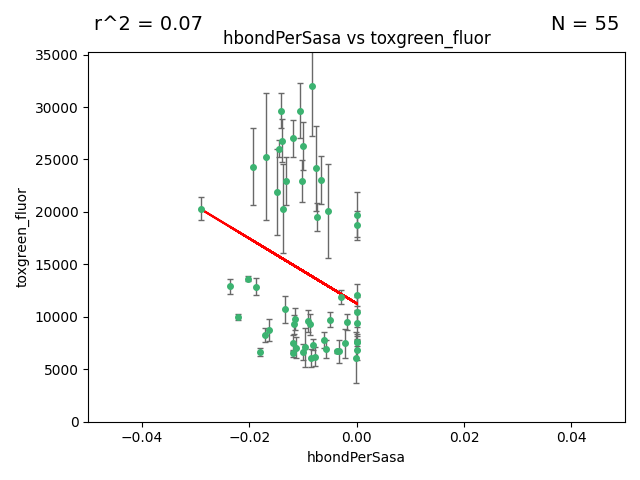 r^2 = 0.07
N = 55
hbondPerSasa vs toxgreen_fluor
35000
30000
25000
20000
15000
10000
5000
0
toxgreen_fluor
−0.04
−0.02
0.00
0.02
0.04
hbondPerSasa